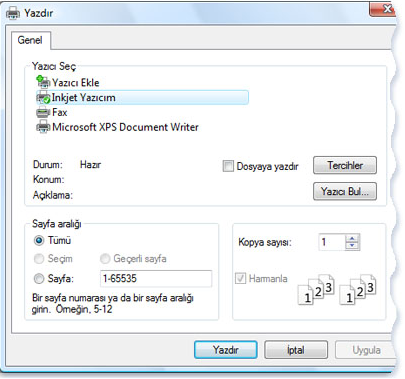 Yazdır
Genel
Yazıcı Seç
Yazıcı Ekle
Inkjet Yazıcım
Fax
Microsoft XPS Document Writer
Durum: Hazır
Konum:
Açıklama:
Dosyaya yazdır
Tercihler
Yazıcı Bul...
Sayfa aralığı
Tümü
Seçim Geçerli sayfa
Sayfa: 1-65535
Bir sayfa numarası ya da bir sayfa aralığı
girin. Örneğin, 5-12
Kopya sayısı: 1
Harmanla
1 2 3 1 2 3
Yazdır İptal Uygula